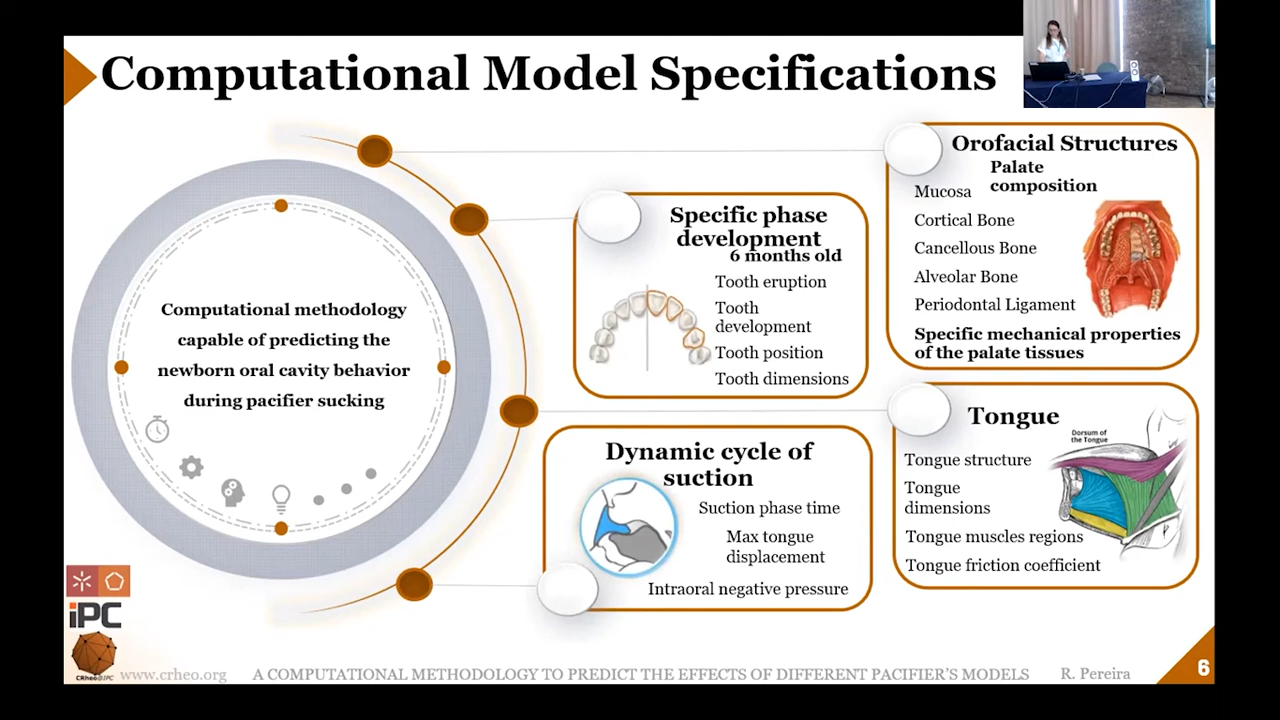 Computational Model Specifications
Computational methodology
capable of predicting the
newborn oral cavity behavior
during pacifier sucking
Specific phase
development
6 months old
Tooth eruption
Tooth
development
Tooth position
Tooth dimensions
Orofacial Structures
Palate
composition
Mucosa
Cortical Bone
Cancellous Bone
Alveolar Bone
Periodontal Ligament
Specific mechanical properties
of the palate tissues
Dynamic cycle of
suction
Suction phase time
Max tongue
displacement
Intraoral negative pressure
Tongue
Dorsum of
the Tongue
Tongue structure
Tongue
dimensions
Tongue muscles regions
Tongue friction coefficient
iPC
CRheo@IPC
www.crheo.org
A COMPUTATIONAL METHODOLOGY TO PREDICT THE EFFECTS OF DIFFERENT PACIFIER'S MODELS
R. Pereira
6